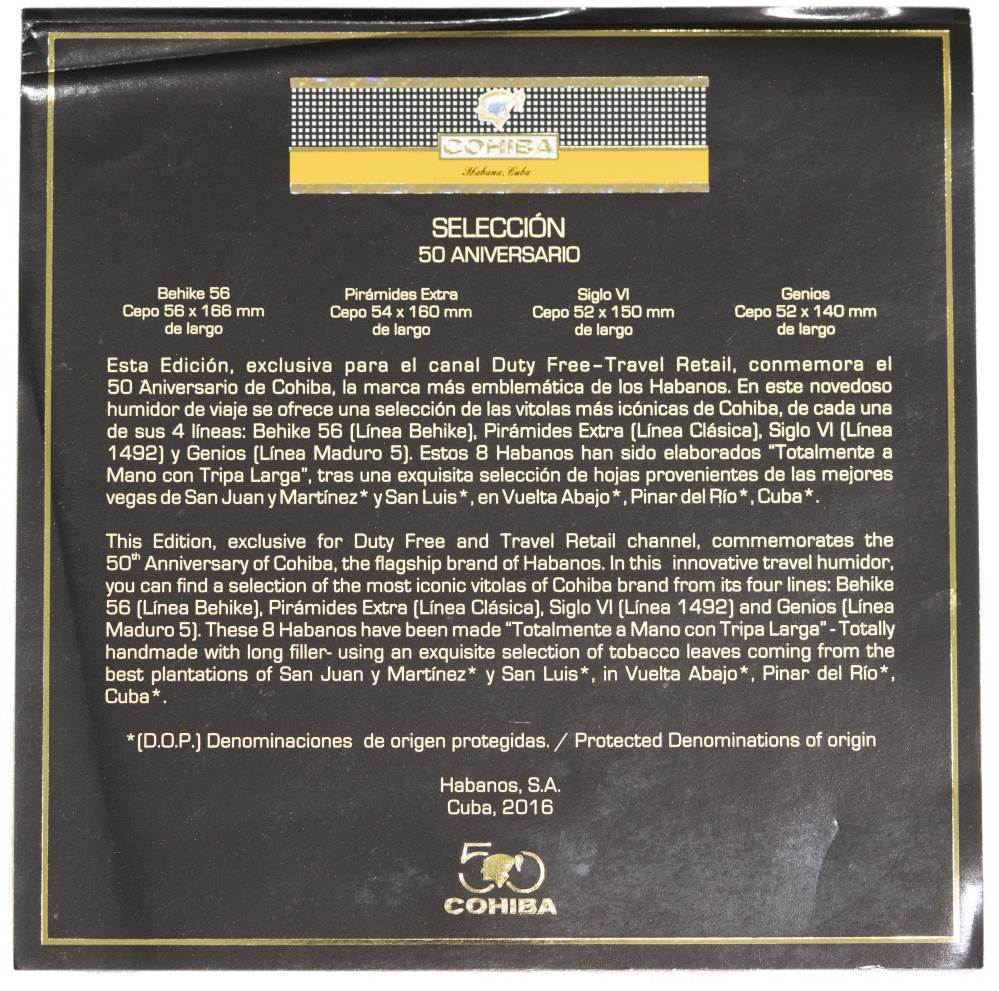 COHIBA
Habana, Cuba
SELECCIÓN
50 ANIVERSARIO
Behike 56
Cepo 56 x 166 mm
de largo
Pirámides Extra
Cepo 54 x 160 mm
de largo
Siglo VI
Cepo 52 x 150 mm
de largo
Genios
Cepo 52 x 140 mm
de largo
Esta Edición, exclusiva para el canal Duty Free-Travel Retail, conmemora el
50 Aniversario de Cohiba, la marca más emblemática de los Habanos. En este novedoso
humidor de viaje se ofrece una selección de las vitolas más icónicas de Cohiba, de cada una
de sus 4 líneas: Behike 56 (Línea Behike), Pirámides Extra (Línea Clásica), Siglo VI (Línea
1492) y Genios (Línea Maduro 5). Estos 8 Habanos han sido elaborados "Totalmente a
Mano con Tripa Larga", tras una exquisita selección de hojas provenientes de las mejores
vegas de San Juan y Martínez* y San Luis*, en Vuelta Abajo*, Pinar del Río*, Cuba*.
This Edition, exclusive for Duty Free and Travel Retail channel, commemorates the
50th Anniversary of Cohiba, the flagship brand of Habanos. In this innovative travel humidor,
you can find a selection of the most iconic vitolas of Cohiba brand from its four lines: Behike
56 (Línea Behike), Pirámides Extra (Línea Clásica), Siglo VI (Línea 1492) and Genios (Línea
Maduro 5). These 8 Habanos have been made "Totalmente a Mano con Tripa Larga" - Totally
handmade with long filler- using an exquisite selection of tobacco leaves coming from the
best plantations of San Juan y Martínez* y San Luis*, in Vuelta Abajo*, Pinar del Río*,
Cuba*.
*(D.O.P.) Denominaciones de origen protegidas. / Protected Denominations of origin
Habanos, S.A.
Cuba, 2016
50
COHIBA